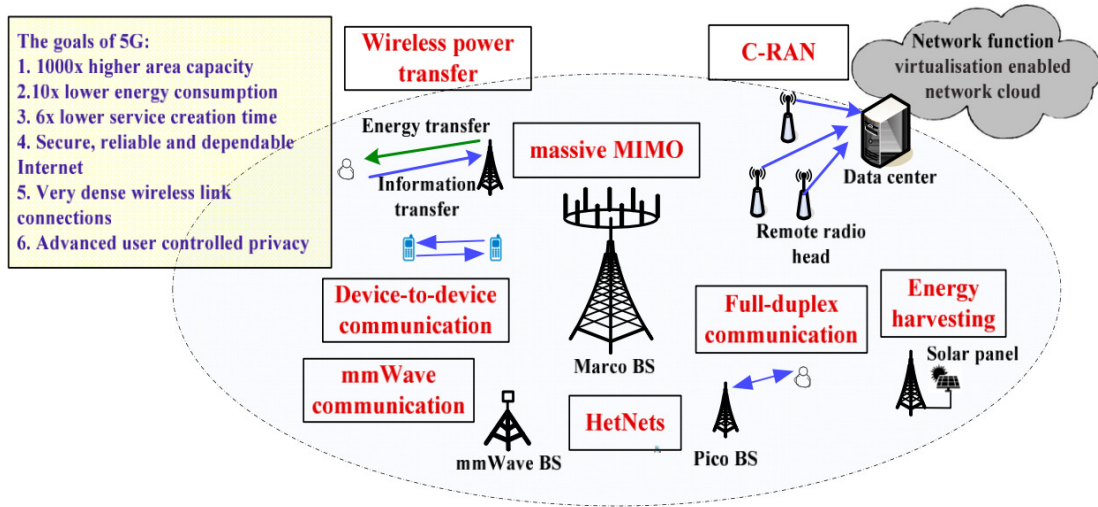 The goals of 5G:
1. 1000x higher area capacity
2.10x lower energy consumption
3. 6x lower service creation time
4. Secure, reliable and dependable
Internet
5. Very dense wireless link
connections
6. Advanced user controlled privacy
Wireless power
transfer
C-RAN
Network function
virtualisation enabled
network cloud
Energy transfer
Information
transfer
massive MIMO
Data center
Remote radio
head
Device-to-device
communication
Marco BS
Full-duplex
communication
Energy
harvesting
Solar panel
mmWave
communication
mmWave BS
HetNets
Pico BS